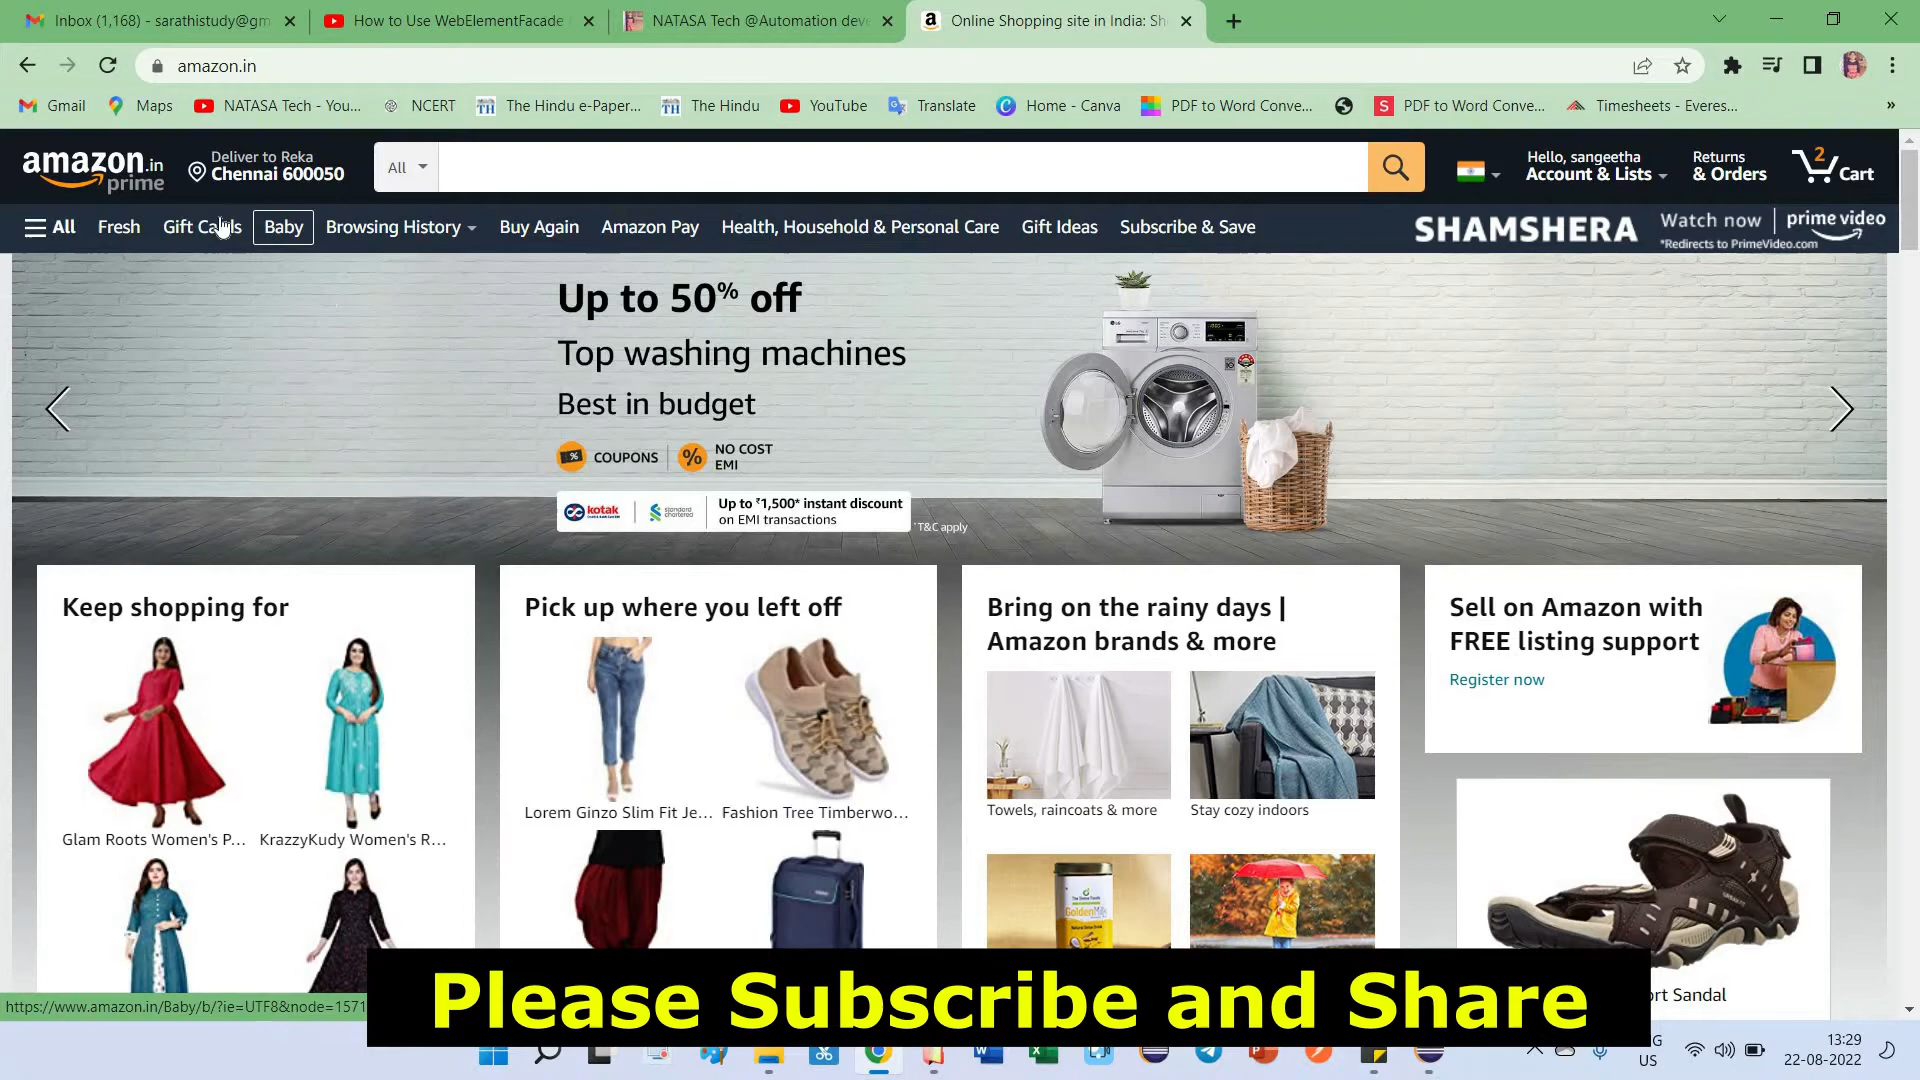 Inbox (1,168) - sarathistudy@gm
How to Use WebElementFacade
NATASA Tech @Automation deve
Online Shopping site in India: Sh
amazon.in
Gmail
Maps
NATASA Tech - You...
NCERT
The Hindu e-Paper...
The Hindu
YouTube
Translate
Home - Canva
PDF to Word Conve...
PDF to Word Conve...
Timesheets - Everes...
»
amazon.in
prime
Deliver to Reka
Chennai 600050
All
Hello, sangeetha
Account & Lists
Returns
& Orders
2
Cart
All
Fresh
Gift Cards
Baby
Browsing History
Buy Again
Amazon Pay
Health, Household & Personal Care
Gift Ideas
Subscribe & Save
SHAMSHERA
Watch now
*Redirects to PrimeVideo.com
prime video
Up to 50% off
Top washing machines
Best in budget
COUPONS
NO COST
EMI
kotak
standard
chartered
Up to ₹1,500* instant discount
on EMI transactions
*T&C apply
Keep shopping for
Glam Roots Women's P...
KrazzyKudy Women's R...
Pick up where you left off
Lorem Ginzo Slim Fit Je...
Fashion Tree Timberwo...
Bring on the rainy days |
Amazon brands & more
Towels, raincoats & more
Stay cozy indoors
Sell on Amazon with
FREE listing support
Register now
ort Sandal
https://www.amazon.in/Baby/b/?ie=UTF8&node=1571
Please Subscribe and Share
G
US
13:29
22-08-2022